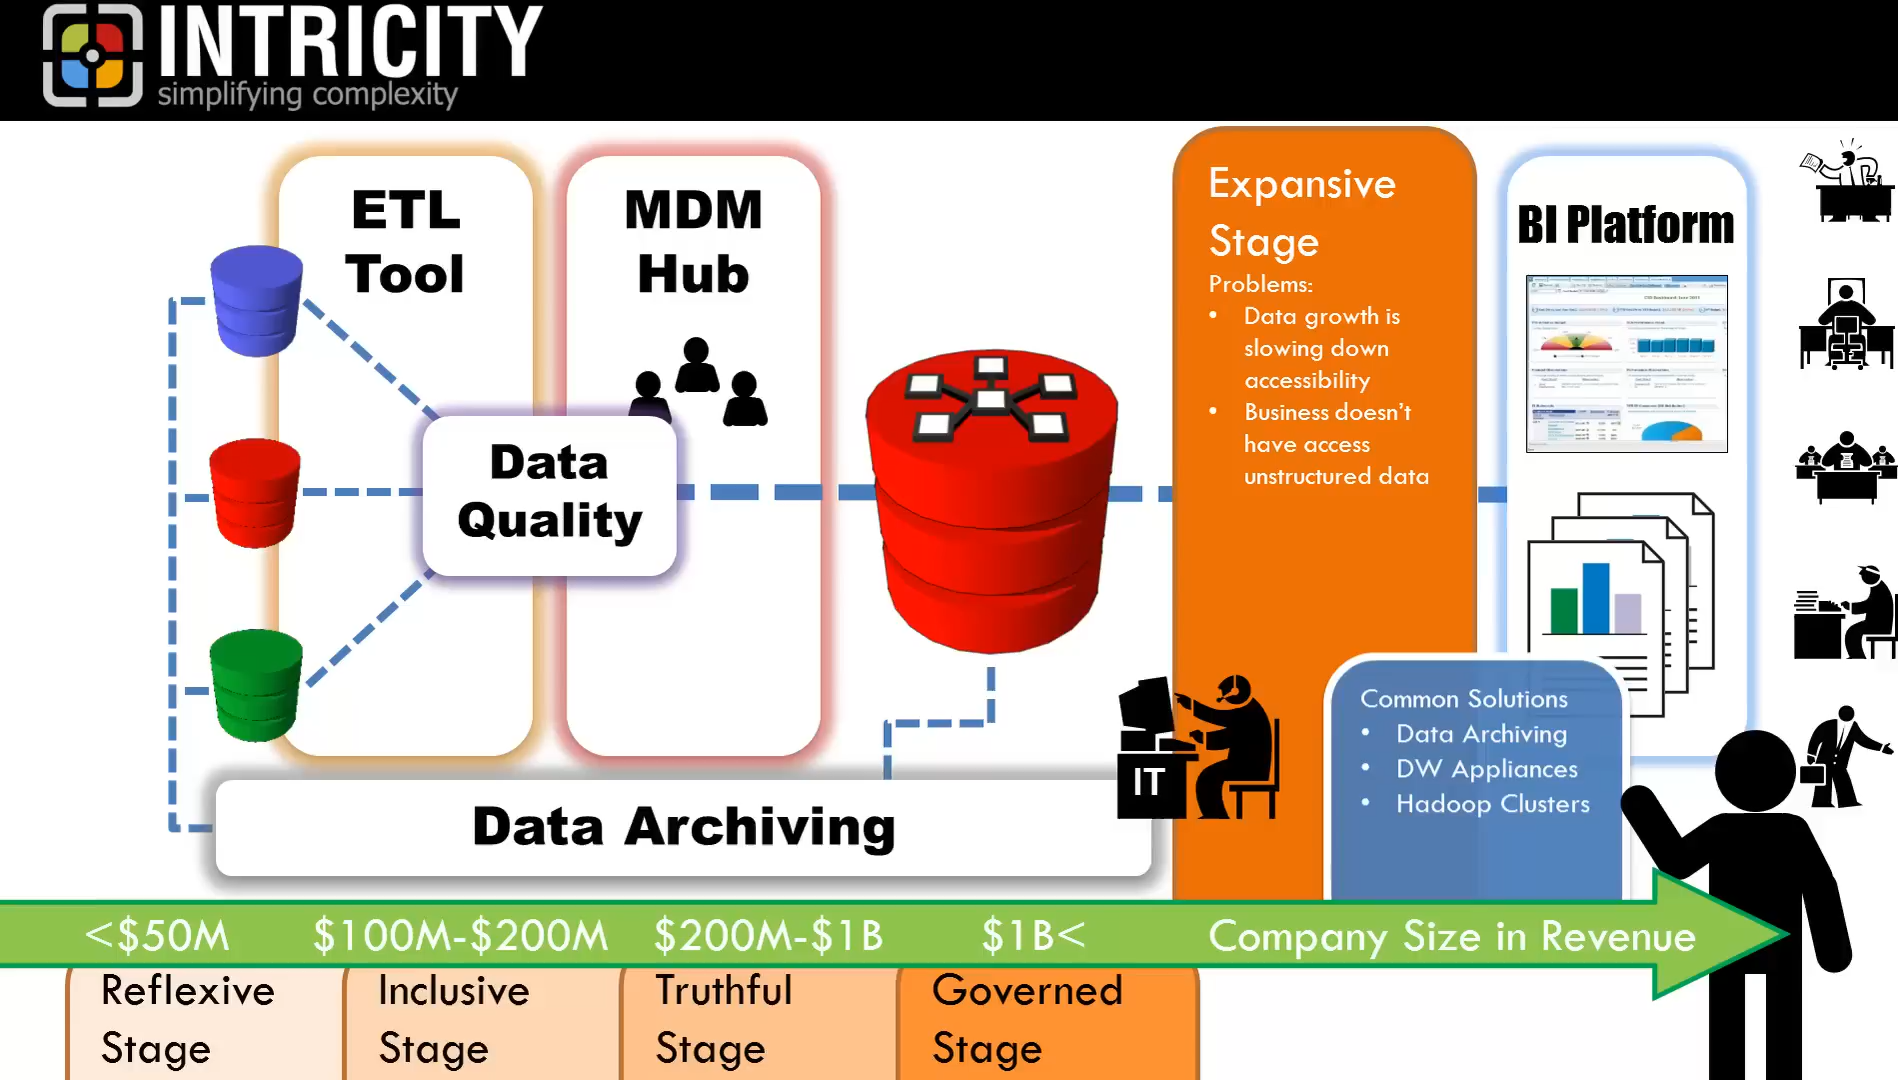 INTRICITY
simplifying complexity
ETL
Tool
MDM
Hub
Data
Quality
Data Archiving
Expansive
Stage
Problems:
• Data growth is
slowing down
accessibility
• Business doesn't
have access
unstructured data
BI Platform
IT
Common Solutions
• Data Archiving
• DW Appliances
• Hadoop Clusters
<$50M
$100M-$200M
$200M-$1B
$1B<
Company Size in Revenue
Reflexive
Stage
Inclusive
Stage
Truthful
Stage
Governed
Stage